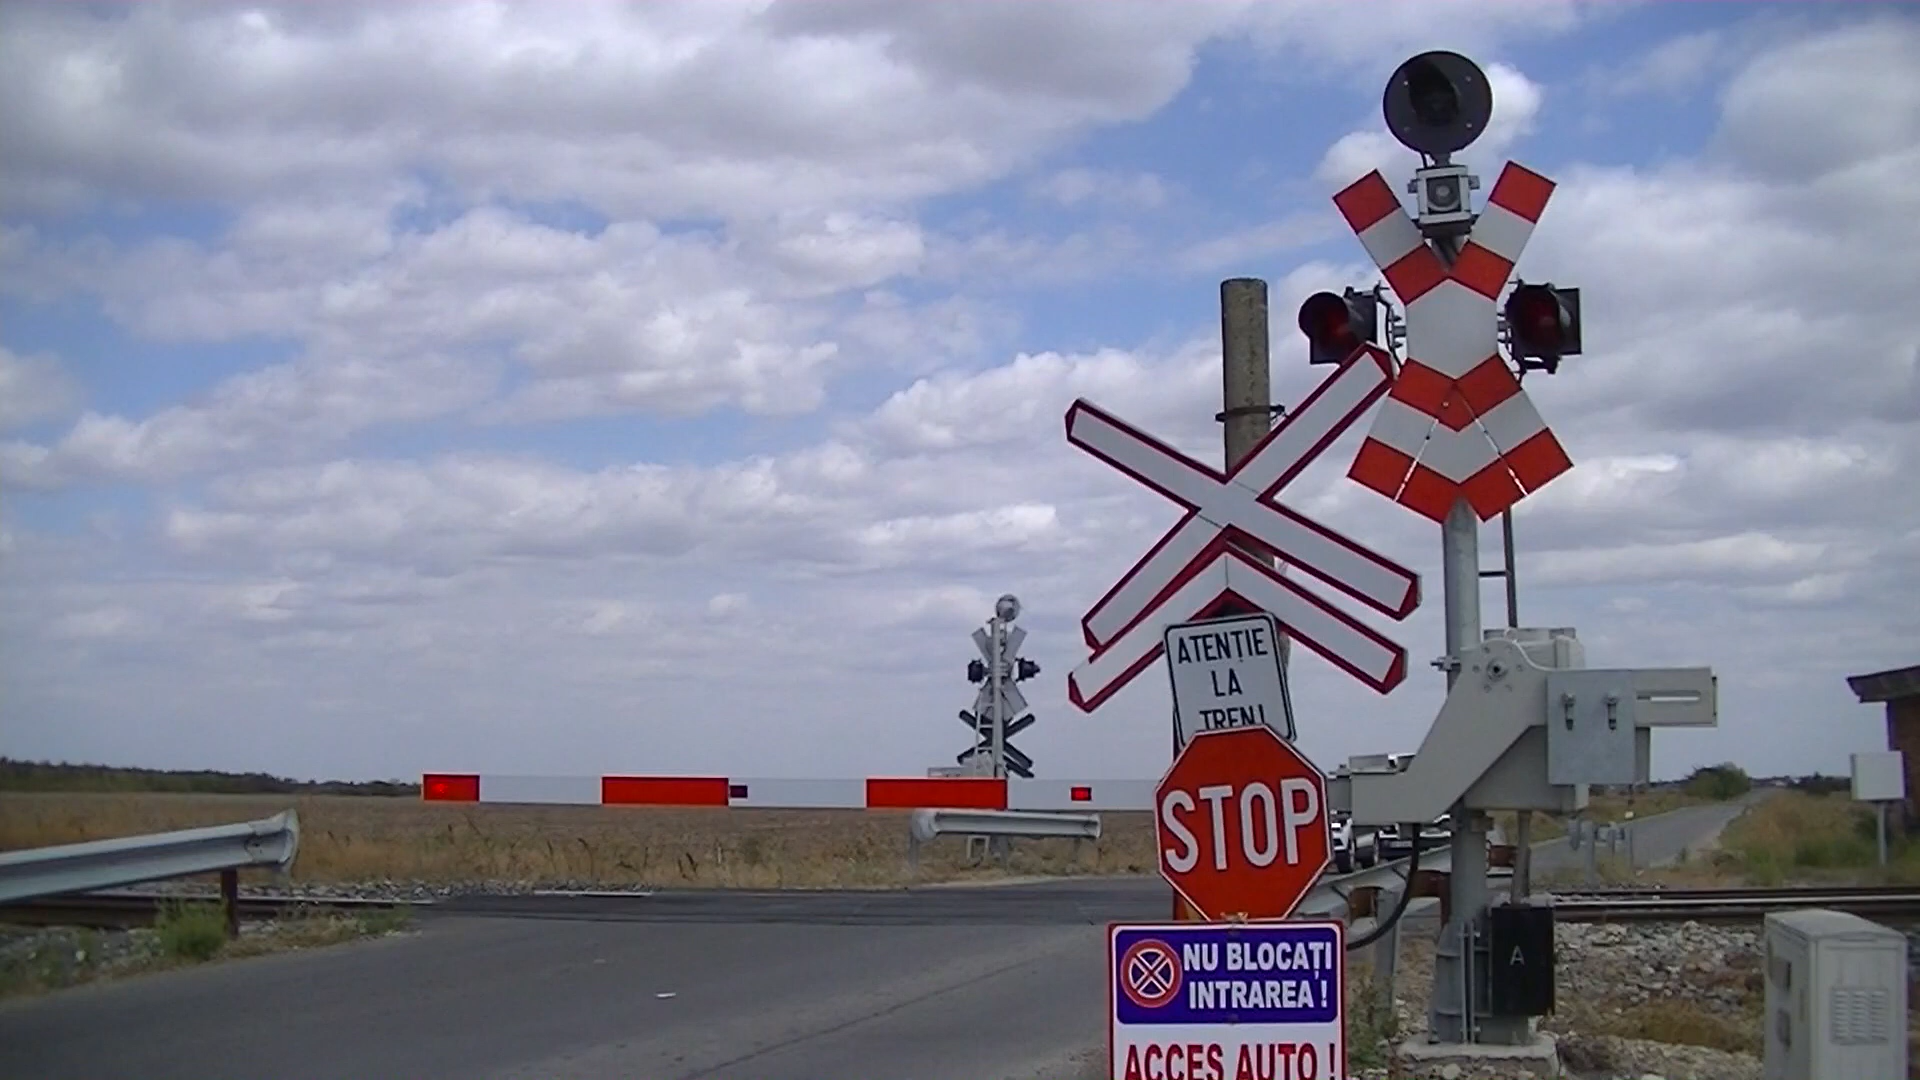 ATENȚIE
LA
TREN!
STOP
NU BLOCAȚI
INTRAREA!
ACCES AUTO!
A